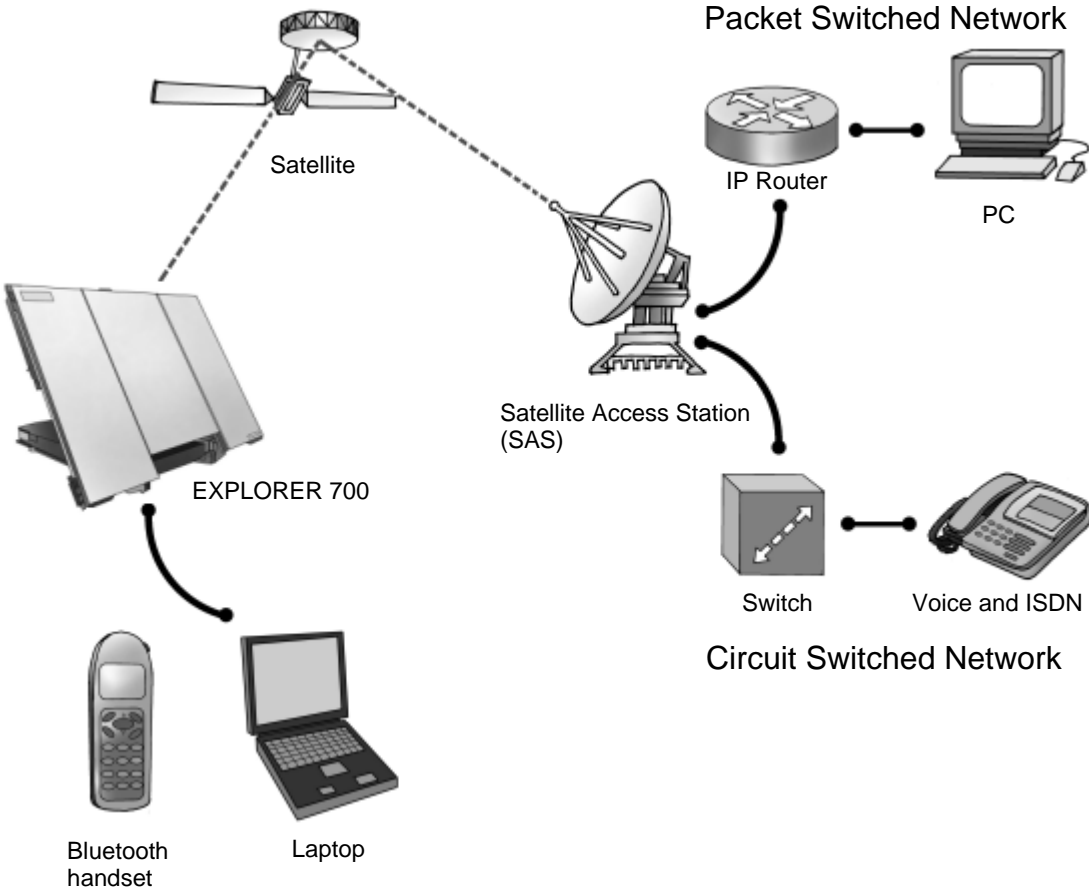 Packet Switched Network
Satellite
IP Router
PC
Satellite Access Station
(SAS)
EXPLORER 700
Switch
Voice and ISDN
Circuit Switched Network
Bluetooth
handset
Laptop